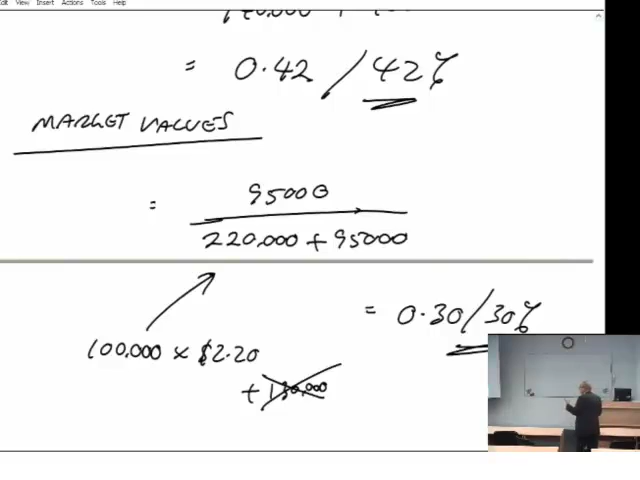 Edit View Insert Actions Tools Help
= 0.42 / 42%
MARKET VALUES
= 95000
220,000 + 95000
= 0.30/30%
100,000 x $2.20
+